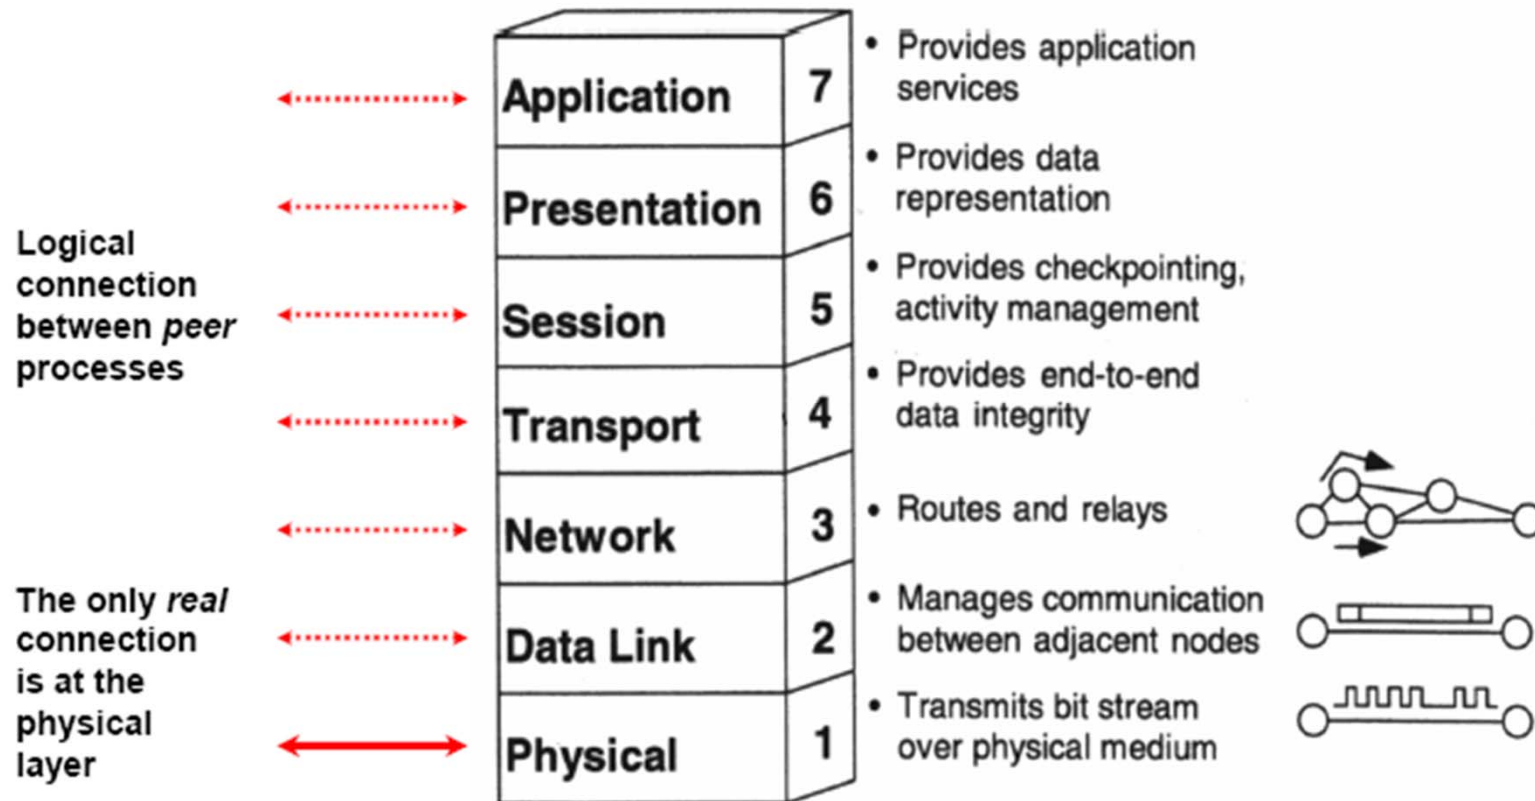 Application
7
• Provides application
services
Presentation
6
• Provides data
representation
Logical
connection
between peer
processes
Session
5
• Provides checkpointing,
activity management
Transport
4
• Provides end-to-end
data integrity
Network
3
• Routes and relays
The only real
connection
is at the
physical
layer
Data Link
2
• Manages communication
between adjacent nodes
Physical
1
• Transmits bit stream
over physical medium